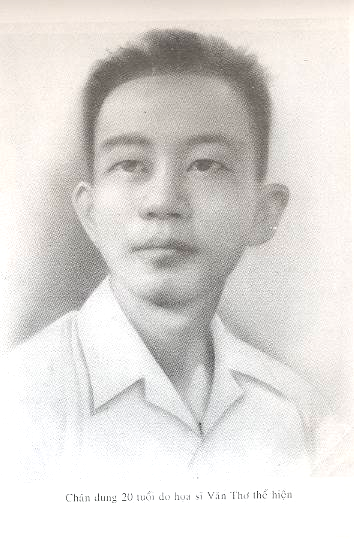 Chân dung 20 tuổi do họa sĩ Văn Thơ thể hiện